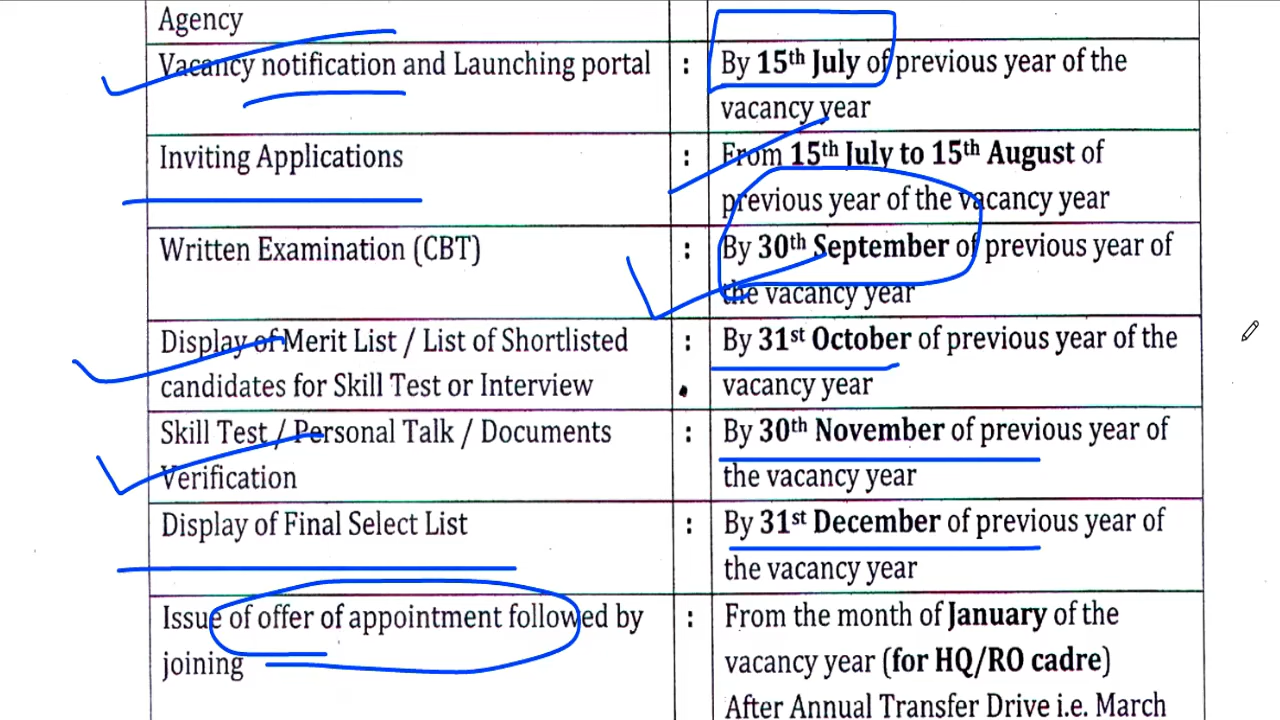 Agency
Vacancy notification and Launching portal : By 15th July of previous year of the
vacancy year
Inviting Applications : From 15th July to 15th August of
previous year of the vacancy year
Written Examination (CBT) : By 30th September of previous year of
the vacancy year
Display of Merit List / List of Shortlisted : By 31st October of previous year of the
candidates for Skill Test or Interview vacancy year
Skill Test / Personal Talk / Documents : By 30th November of previous year of
Verification the vacancy year
Display of Final Select List : By 31st December of previous year of
the vacancy year
Issue of offer of appointment followed by : From the month of January of the
joining vacancy year (for HQ/RO cadre)
After Annual Transfer Drive i.e. March